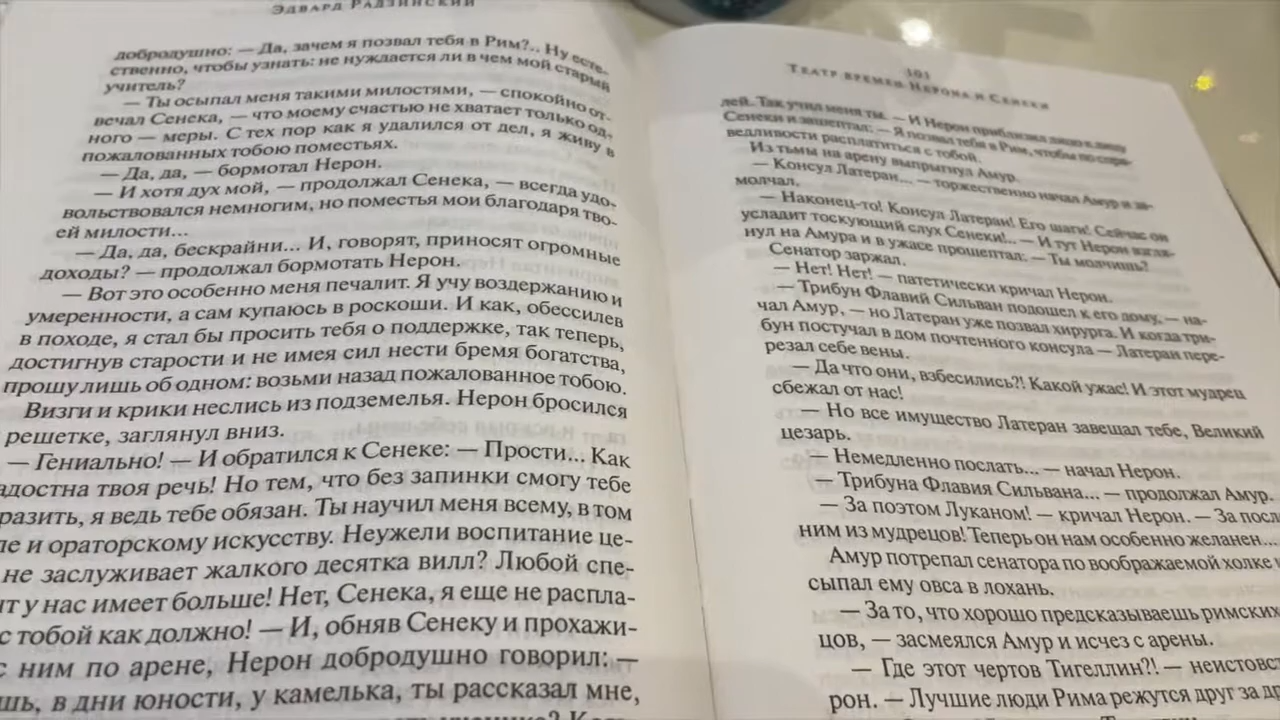 Эдвард Радзинский
добродушно: — Да, зачем я позвал тебя в Рим?.. Ну есте-
ственно, чтобы узнать: не нуждается ли в чем мой старый
учитель?
— Ты осыпал меня такими милостями, — спокойно от-
вечал Сенека, — что моему счастью не хватает только од-
ного — меры. С тех пор как я удалился от дел, я живу в
пожалованных тобою поместьях.
— Да, да, — бормотал Нерон.
— И хотя дух мой, — продолжал Сенека, — всегда удо-
вольствовался немногим, но поместья мои благодаря тво-
ей милости...
— Да, да, бескрайни... И, говорят, приносят огромные
доходы? — продолжал бормотать Нерон.
— Вот это особенно меня печалит. Я учу воздержанию и
умеренности, а сам купаюсь в роскоши. И как, обессилев
в походе, я стал бы просить тебя о поддержке, так теперь,
достигнув старости и не имея сил нести бремя богатства,
прошу лишь об одном: возьми назад пожалованное тобою.
Визги и крики неслись из подземелья. Нерон бросился
решетке, заглянул вниз.
— Гениально! — И обратился к Сенеке: — Прости... Как
адостна твоя речь! Но тем, что без запинки смогу тебе
разить, я ведь тебе обязан. Ты научил меня всему, в том
ле и ораторскому искусству. Неужели воспитание це-
не заслуживает жалкого десятка вилл? Любой спе-
нт у нас имеет больше! Нет, Сенека, я еще не распла-
с тобой как должно! — И, обняв Сенеку и прохажи-
с ним по арене, Нерон добродушно говорил: —
шь, в дни юности, у камелька, ты рассказал мне,
103
Театр времен Нерона и Сенеки
лей. Так учил меня ты. — И Нерон приблизил лицо к лицу
Сенеки и зашептал: — Я позвал тебя в Рим, чтобы по спра-
ведливости расплатиться с тобой.
Из тьмы на арену выпрыгнул Амур.
— Консул Латеран... — торжественно начал Амур и за-
молчал.
— Наконец-то! Консул Латеран! Его шаги! Сейчас он
усладит тоскующий слух Сенеки!.. — И тут Нерон взгля-
нул на Амура и в ужасе прошептал: — Ты молчишь?
Сенатор заржал.
— Нет! Нет! — патетически кричал Нерон.
— Трибун Флавий Сильван подошел к его дому, — на-
чал Амур, — но Латеран уже позвал хирурга. И когда три-
бун постучал в дом почтенного консула — Латеран пере-
резал себе вены.
— Да что они, взбесились?! Какой ужас! И этот мудрец
сбежал от нас!
— Но все имущество Латеран завещал тебе, Великий
цезарь.
— Немедленно послать... — начал Нерон.
— Трибуна Флавия Сильвана... — продолжал Амур.
— За поэтом Луканом! — кричал Нерон. — За посл
ним из мудрецов! Теперь он нам особенно желанен...
Амур потрепал сенатора по воображаемой холке и
сыпал ему овса в лохань.
— За то, что хорошо предсказываешь римских
цов, — засмеялся Амур и исчез с арены.
— Где этот чертов Тигеллин?! — неистовст
рон. — Лучшие люди Рима режутся друг за др